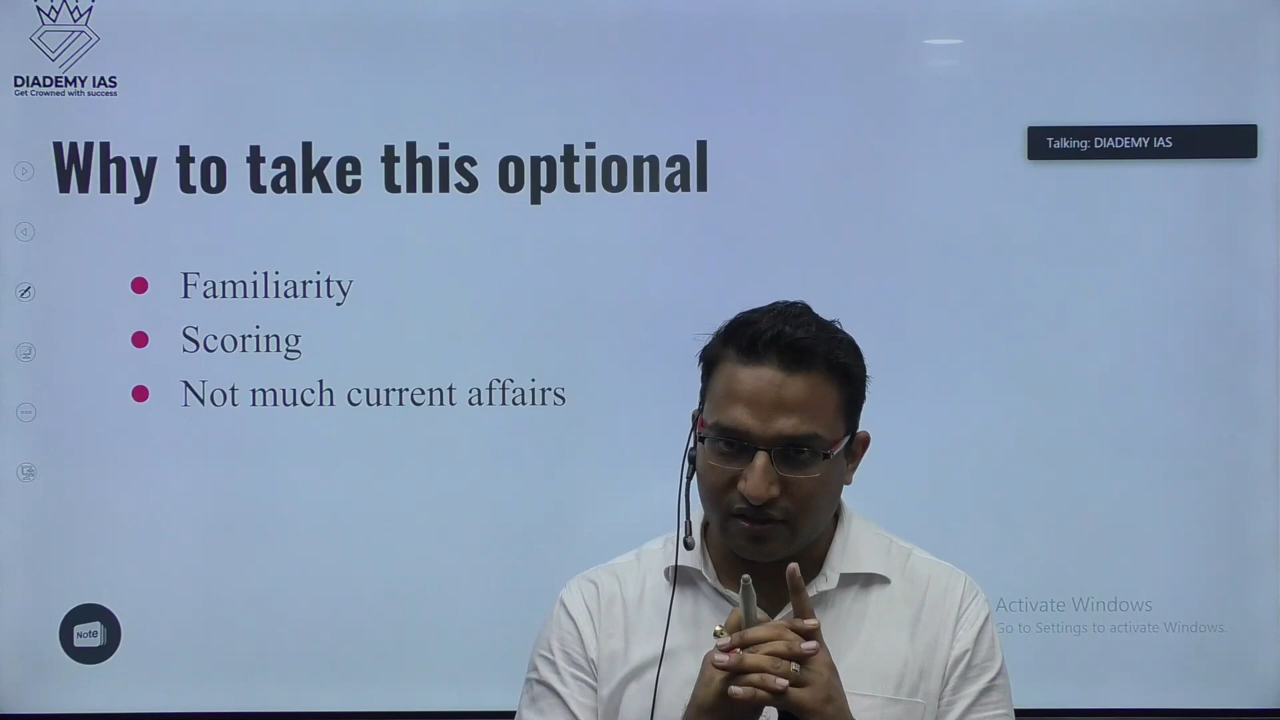 DIADEMY IAS
Get Crowned with success
Why to take this optional
Talking: DIADEMY IAS
Familiarity
Scoring
Not much current affairs
Note
Activate Windows
Go to Settings to activate Windows.